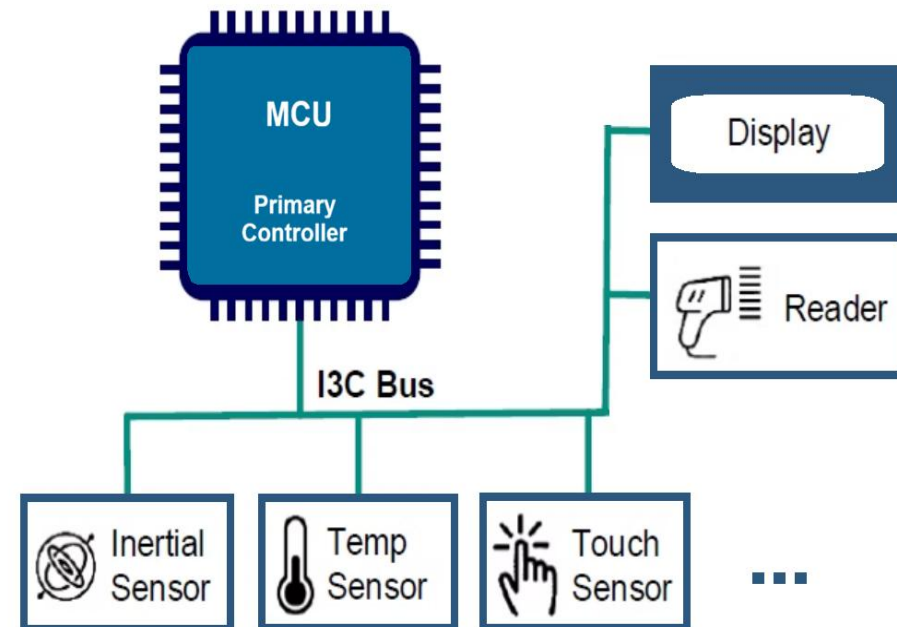 MCU
Primary
Controller
Display
Reader
I3C Bus
Inertial
Sensor
Temp
Sensor
Touch
Sensor
...